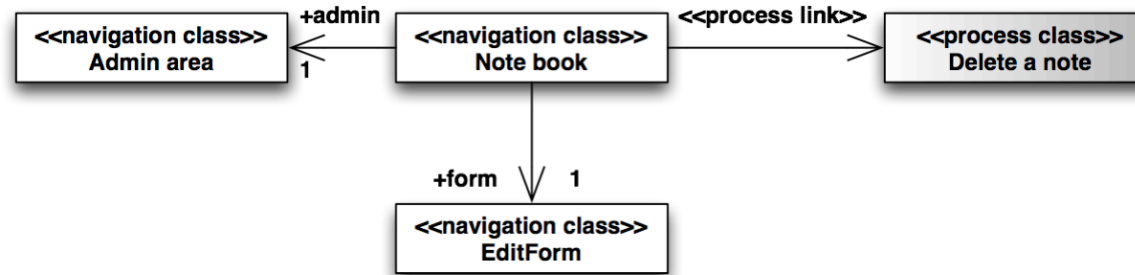 +admin
<<process link>>
<<navigation class>>
Admin area
1
<<navigation class>>
Note book
<<process class>>
Delete a note
+form
1
<<navigation class>>
EditForm